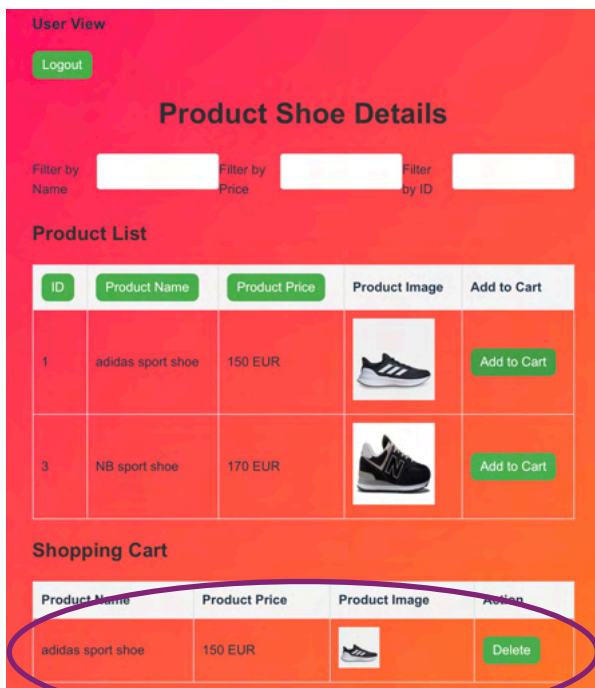 User View
Logout
Product Shoe Details
Filter by Name
Filter by Price
Filter by ID
Product List
ID Product Name Product Price Product Image Add to Cart
1 adidas sport shoe 150 EUR Add to Cart
3 NB sport shoe 170 EUR Add to Cart
Shopping Cart
Product Name Product Price Product Image Action
adidas sport shoe 150 EUR Delete